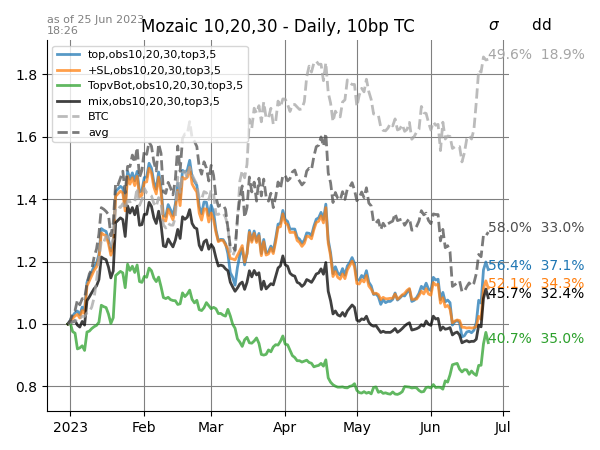 as of 25 Jun 2023
18:26
Mozaic 10,20,30 - Daily, 10bp TC
σ dd
top,obs10,20,30,top3,5
+SL,obs10,20,30,top3,5
TopvBot,obs10,20,30,top3,5
mix,obs10,20,30,top3,5
BTC
avg
49.6% 18.9%
58.0% 33.0%
56.4% 37.1%
52.1% 34.3%
45.7% 32.4%
40.7% 35.0%
1.8
1.6
1.4
1.2
1.0
0.8
2023 Feb Mar Apr May Jun Jul